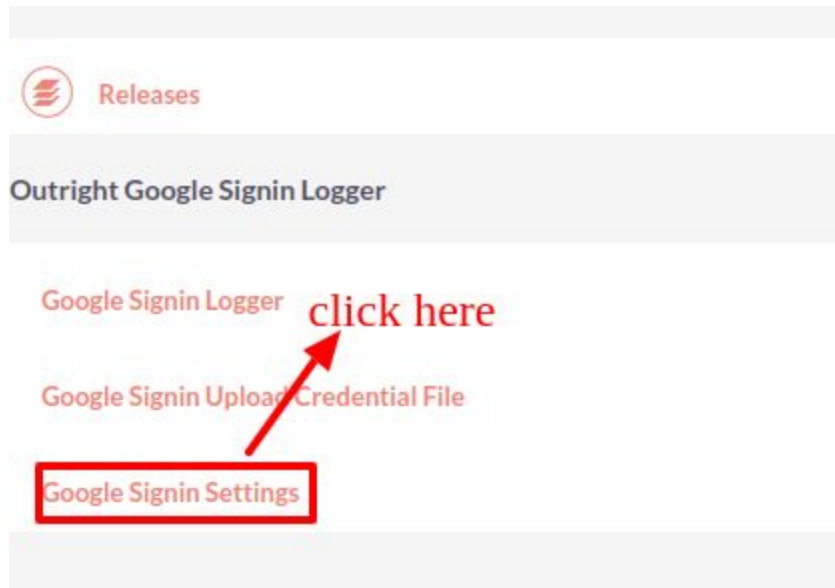 Releases
Outright Google Signin Logger
Google Signin Logger
click here
Google Signin Upload Credential File
Google Signin Settings